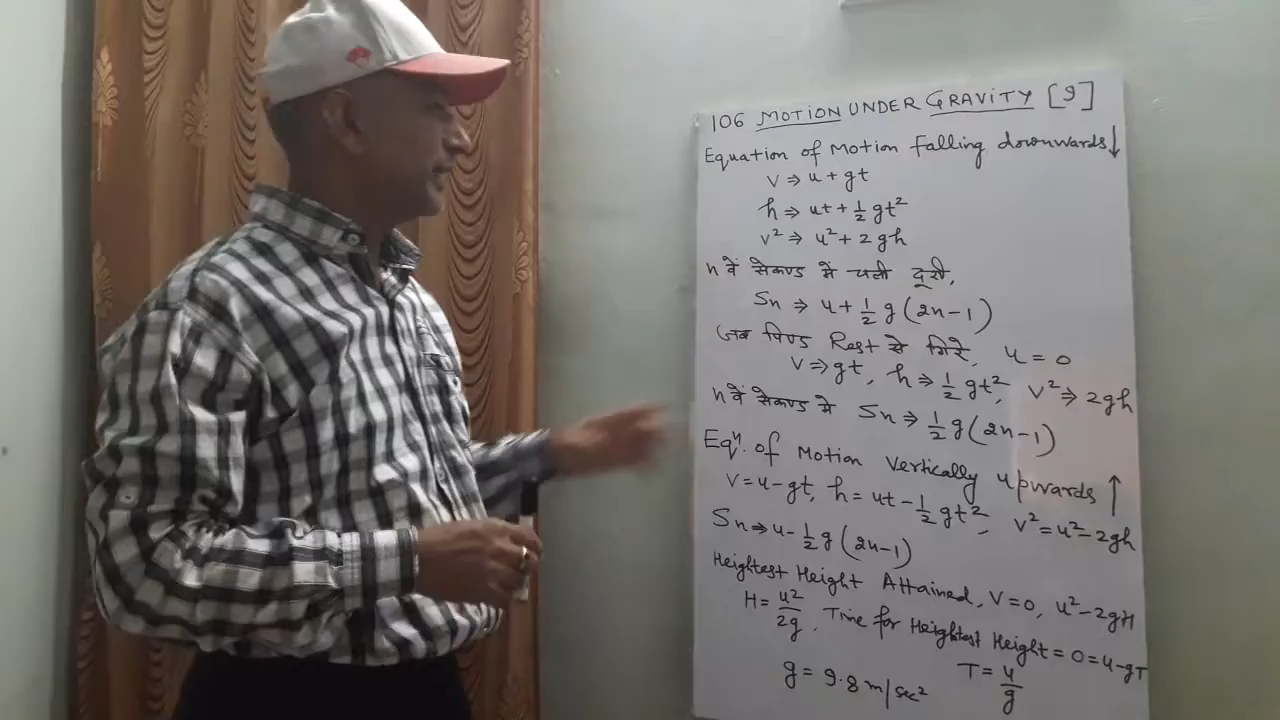 106 MOTION UNDER GRAVITY [9]
Equation of Motion falling downwards ↓
V ⇒ u + gt
h ⇒ ut + 1/2 gt²
v² ⇒ u² + 2gh
n वें सेकण्ड में चली दूरी,
Sn ⇒ u + 1/2 g (2n-1)
जब पिण्ड Rest से गिरे, u = 0
V ⇒ gt, h ⇒ 1/2 gt², V² ⇒ 2gh
n वें सेकण्ड में Sn ⇒ 1/2 g (2n-1)
Eqⁿ. of Motion Vertically upwards ↑
V = u - gt, h = ut - 1/2 gt², V² = u² - 2gh
Sn ⇒ u - 1/2 g (2n-1)
Heightest Height Attained, V = 0, u² - 2gH
H = u²/2g, Time for Heightest Height = 0 = u - gT
g = 9.8 m/sec² T = u/g